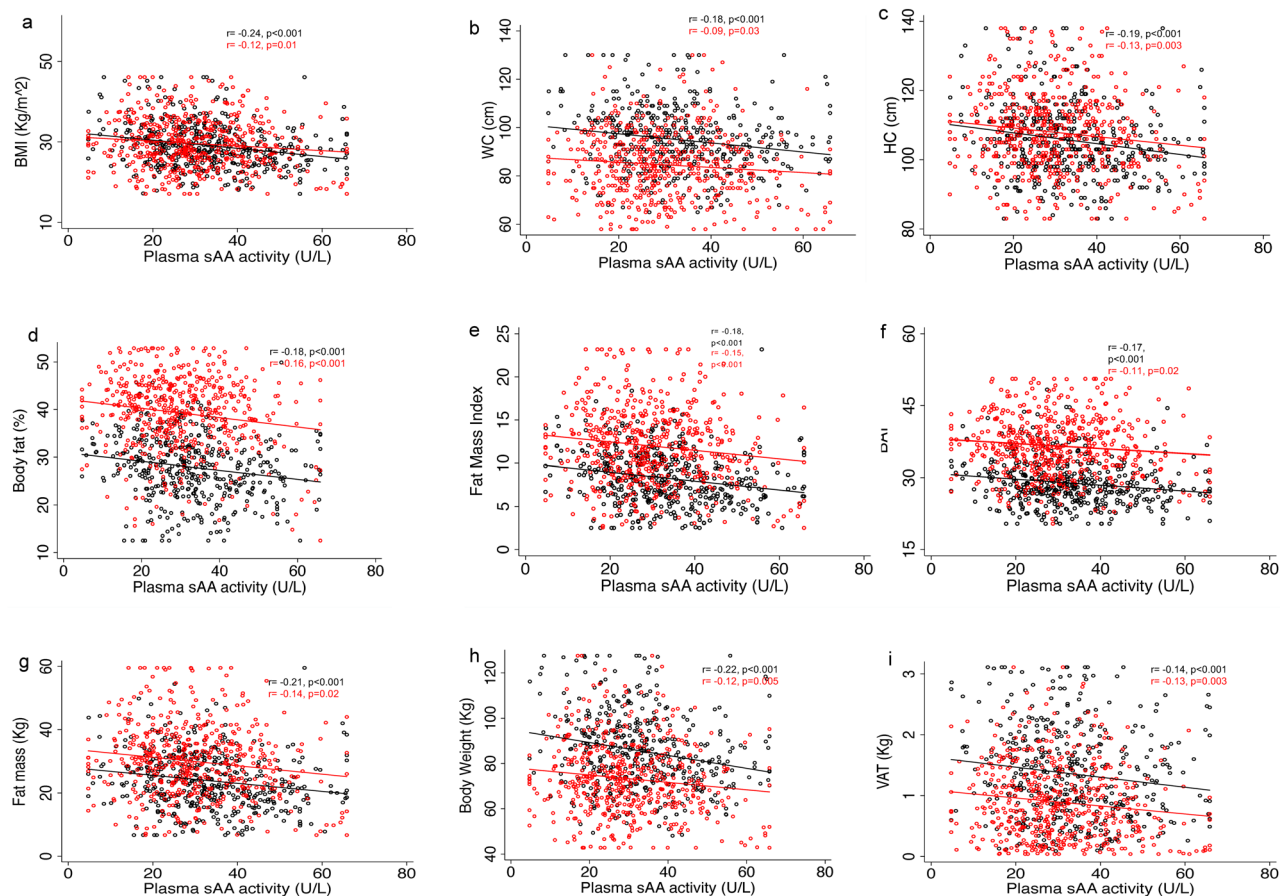 a
r= -0.24, p<0.001
r= -0.12, p=0.01
BMI (Kg/m^2)
50
30
10
0 20 40 60 80
Plasma sAA activity (U/L)
b
r= -0.18, p<0.001
r= -0.09, p=0.03
WC (cm)
140
120
100
80
60
0 20 40 60
Plasma sAA activity (U/L)
c
r= -0.19, p<0.001
r= -0.13, p=0.003
HC (cm)
140
120
100
80
0 20 40 60 80
Plasma sAA activity (U/L)
d
r= -0.18, p<0.001
r= -0.16, p<0.001
Body fat (%)
50
40
30
20
10
0 20 40 60 80
Plasma sAA activity (U/L)
e
r= -0.18,
p<0.001
r= -0.15,
p<0.001
Fat Mass Index
25
20
15
10
5
0
0 20 40 60 80
Plasma sAA activity (U/L)
f
r= -0.17,
p<0.001
r= -0.11, p=0.02
60
45
30
15
0 20 40 60 80
Plasma sAA activity (U/L)
g
r= -0.21, p<0.001
r= -0.14, p=0.02
Fat mass (Kg)
60
40
20
0
0 20 40 60 80
Plasma sAA activity (U/L)
h
r= -0.22, p<0.001
r= -0.12, p=0.005
Body Weight (Kg)
120
100
80
60
40
0 20 40 60 80
Plasma sAA activity (U/L)
i
r= -0.14, p<0.001
r= -0.13, p=0.003
VAT (Kg)
3
2
1
0
0 20 40 60 80
Plasma sAA activity (U/L)